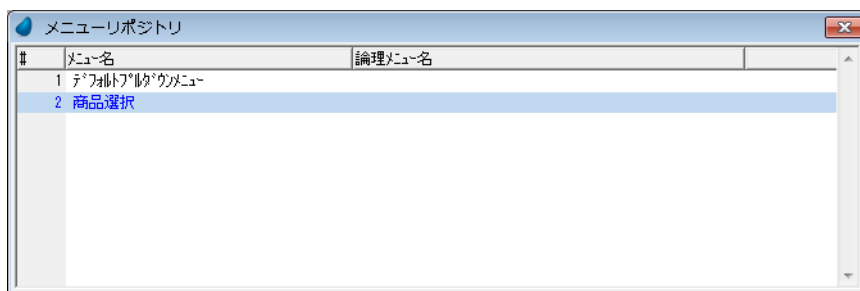 メニューリポジトリ
# ﾒﾆｭｰ名 論理ﾒﾆｭｰ名
1 ﾃﾞﾌｫﾙﾄﾌﾟﾙﾀﾞｳﾝﾒﾆｭｰ
2 商品選択